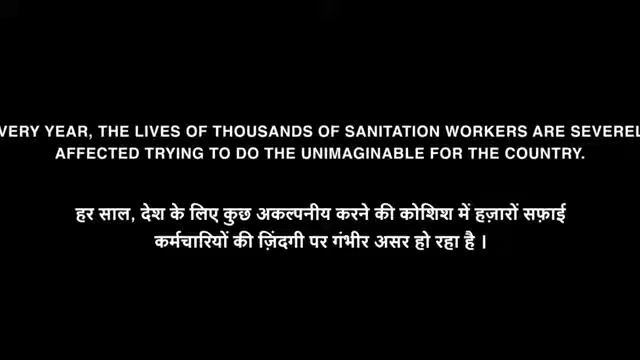 VERY YEAR, THE LIVES OF THOUSANDS OF SANITATION WORKERS ARE SEVEREL
AFFECTED TRYING TO DO THE UNIMAGINABLE FOR THE COUNTRY.
हर साल, देश के लिए कुछ अकल्पनीय करने की कोशिश में हज़ारों सफ़ाई
कर्मचारियों की ज़िंदगी पर गंभीर असर हो रहा है ।